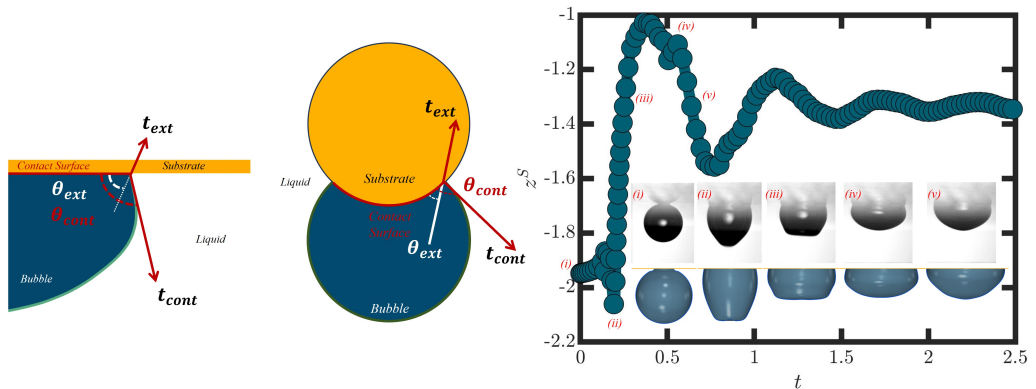 t_ext
Contact Surface
Substrate
θ_ext
θ_cont
Liquid
Bubble
t_cont
t_ext
Liquid
Substrate
θ_cont
Contact
Surface
θ_ext
t_cont
Bubble
z^S
-1
-1.2
-1.4
-1.6
-1.8
-2
-2.2
(iv)
(iii)
(v)
(i)
(ii)
(i)
(ii)
(iii)
(iv)
(v)
0
0.5
1
1.5
2
2.5
t